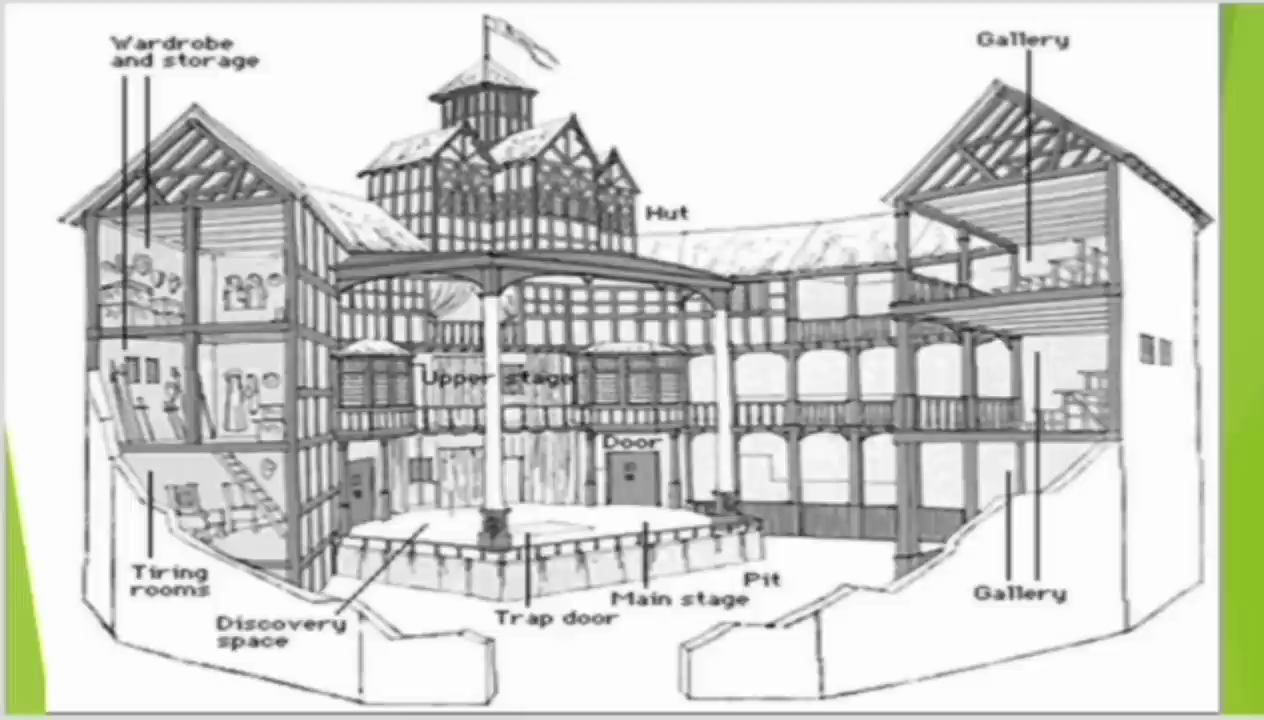 Wardrobe
and storage
Gallery
Hut
Upper stage
Door
Tiring
rooms
Discovery
space
Trap door
Main stage
Pit
Gallery